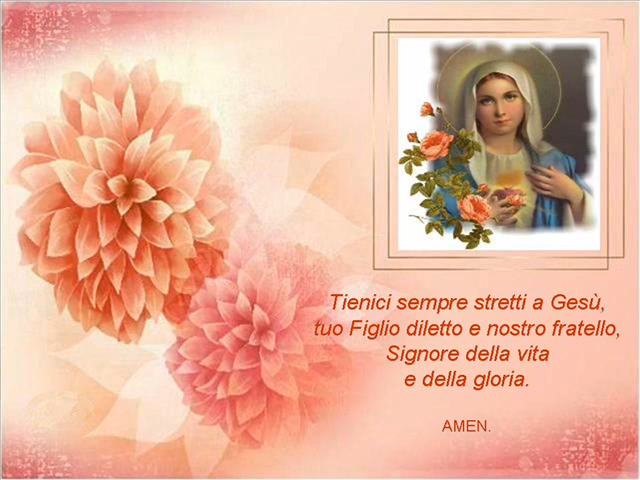 Tienici sempre stretti a Gesù,
tuo Figlio diletto e nostro fratello,
Signore della vita
e della gloria.
AMEN.